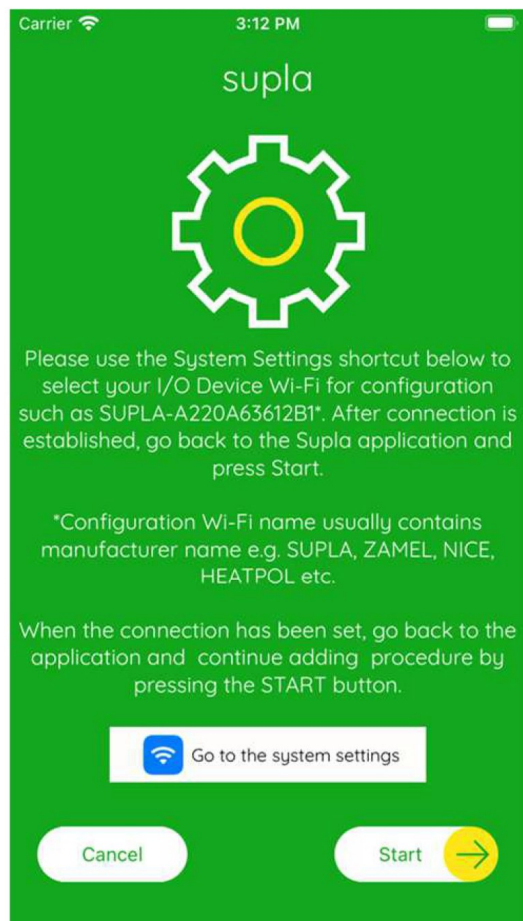 Carrier
3:12 PM
supla
Please use the System Settings shortcut below to
select your I/O Device Wi-Fi for configuration
such as SUPLA-A220A63612B1*. After connection is
established, go back to the Supla application and
press Start.
*Configuration Wi-Fi name usually contains
manufacturer name e.g. SUPLA, ZAMEL, NICE,
HEATPOL etc.
When the connection has been set, go back to the
application and  continue adding  procedure by
pressing the START button.
Go to the system settings
Cancel
Start